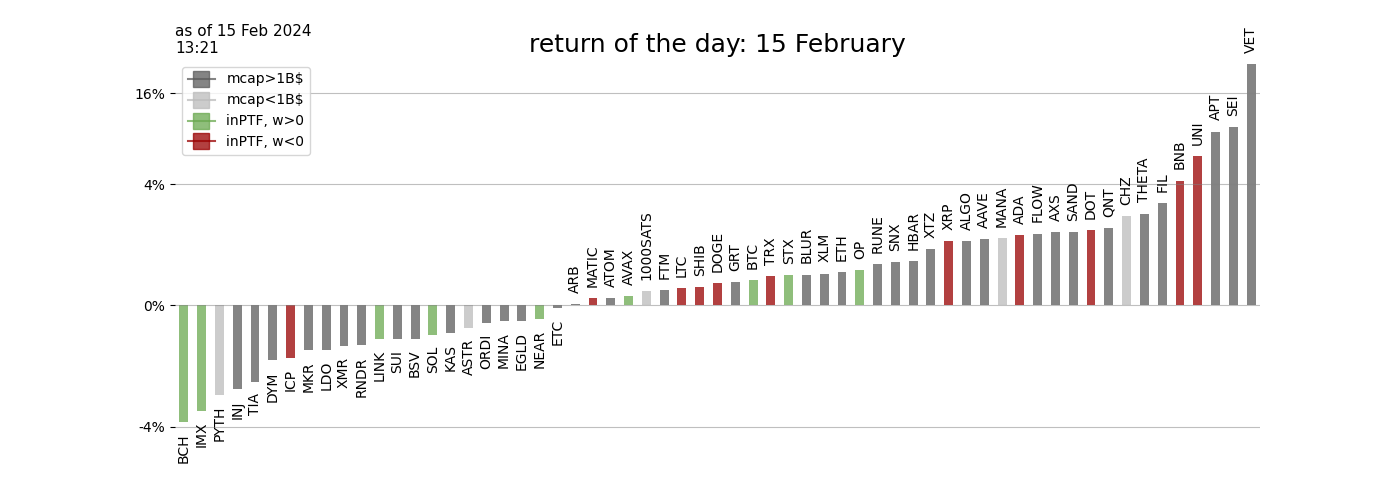 as of 15 Feb 2024
13:21
return of the day: 15 February
mcap>1B$
mcap<1B$
inPTF, w>0
inPTF, w<0
16%
4%
0%
-4%
BCH
IMX
PYTH
INJ
TIA
DYM
ICP
MKR
LDO
XMR
RNDR
LINK
SUI
BSV
SOL
KAS
ASTR
ORDI
MINA
EGLD
NEAR
ETC
ARB
MATIC
ATOM
AVAX
1000SATS
FTM
LTC
SHIB
DOGE
GRT
BTC
TRX
STX
BLUR
XLM
ETH
OP
RUNE
SNX
HBAR
XTZ
XRP
ALGO
AAVE
MANA
ADA
FLOW
AXS
SAND
DOT
QNT
CHZ
THETA
FIL
BNB
UNI
APT
SEI
VET